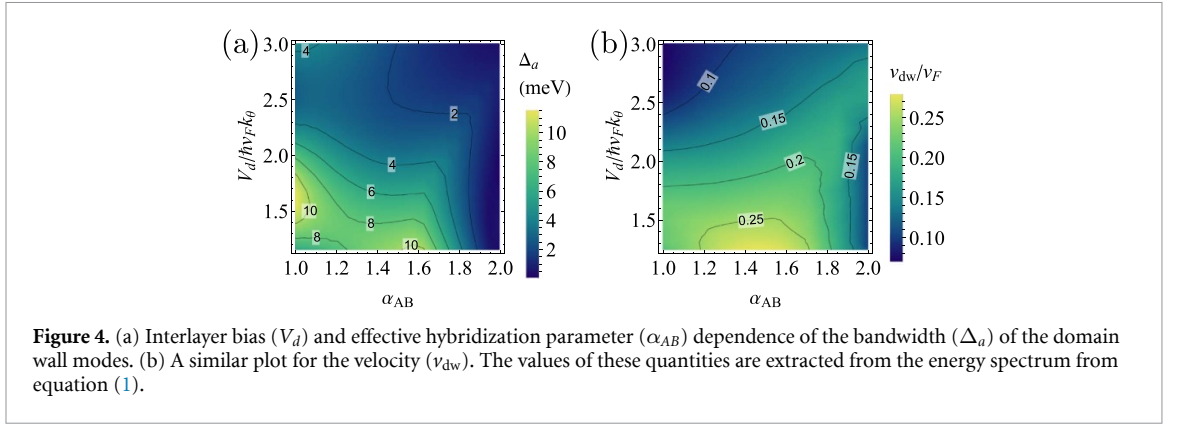 (a)
3.0
2.5
2.0
1.5
V_d/ħv_Fk_θ
4
2
4
6
10
8
8
10
1.0 1.2 1.4 1.6 1.8 2.0
α_AB
Δ_a
(meV)
10
8
6
4
2
(b)
3.0
2.5
2.0
1.5
V_d/ħv_Fk_θ
0.1
0.15
0.2
0.15
0.25
1.0 1.2 1.4 1.6 1.8 2.0
α_AB
v_dw/v_F
0.25
0.20
0.15
0.10
Figure 4. (a) Interlayer bias (V_d) and effective hybridization parameter (α_AB) dependence of the bandwidth (Δ_a) of the domain
wall modes. (b) A similar plot for the velocity (v_dw). The values of these quantities are extracted from the energy spectrum from
equation (1).